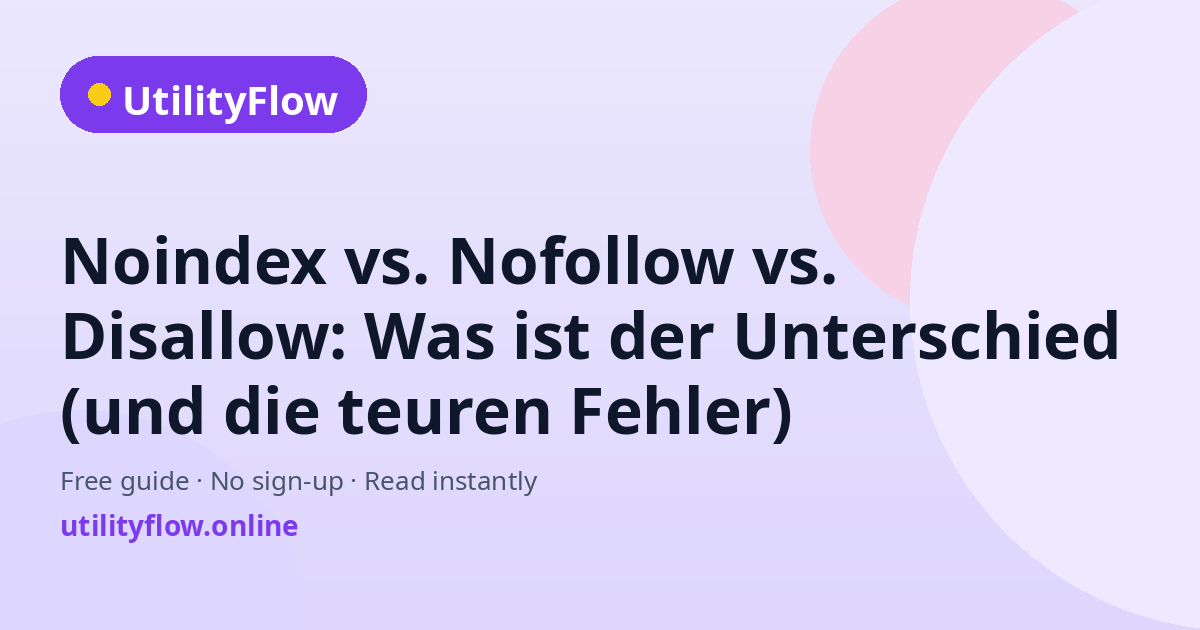 UtilityFlow
Noindex vs. Nofollow vs.
Disallow: Was ist der Unterschied
(und die teuren Fehler)
Free guide · No sign-up · Read instantly
utilityflow.online